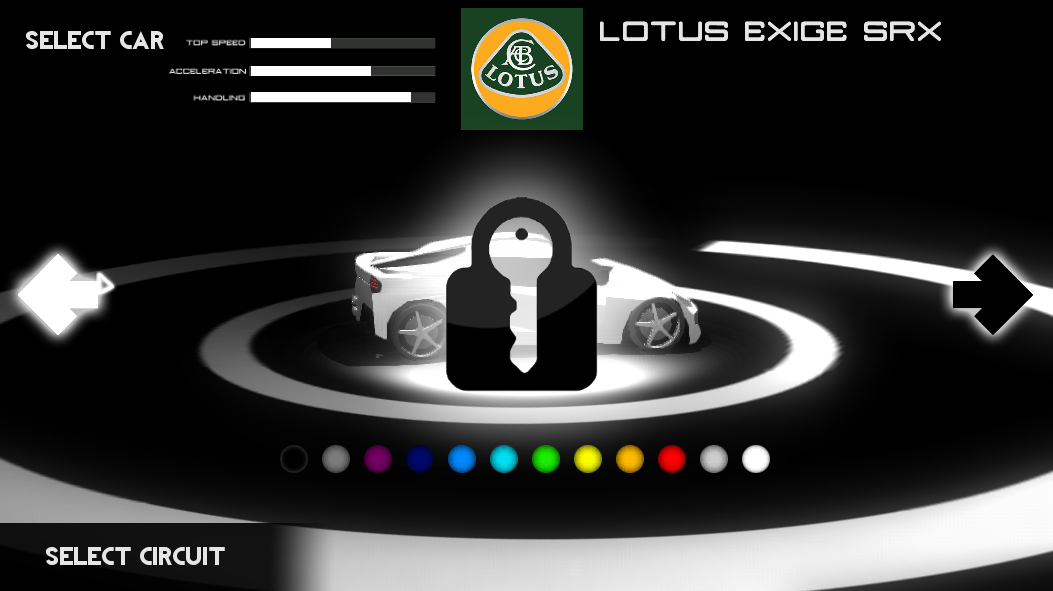 SELECT CAR
TOP SPEED
ACCELERATION
HANDLING
LOTUS
LOTUS EXIGE SRX
SELECT CIRCUIT